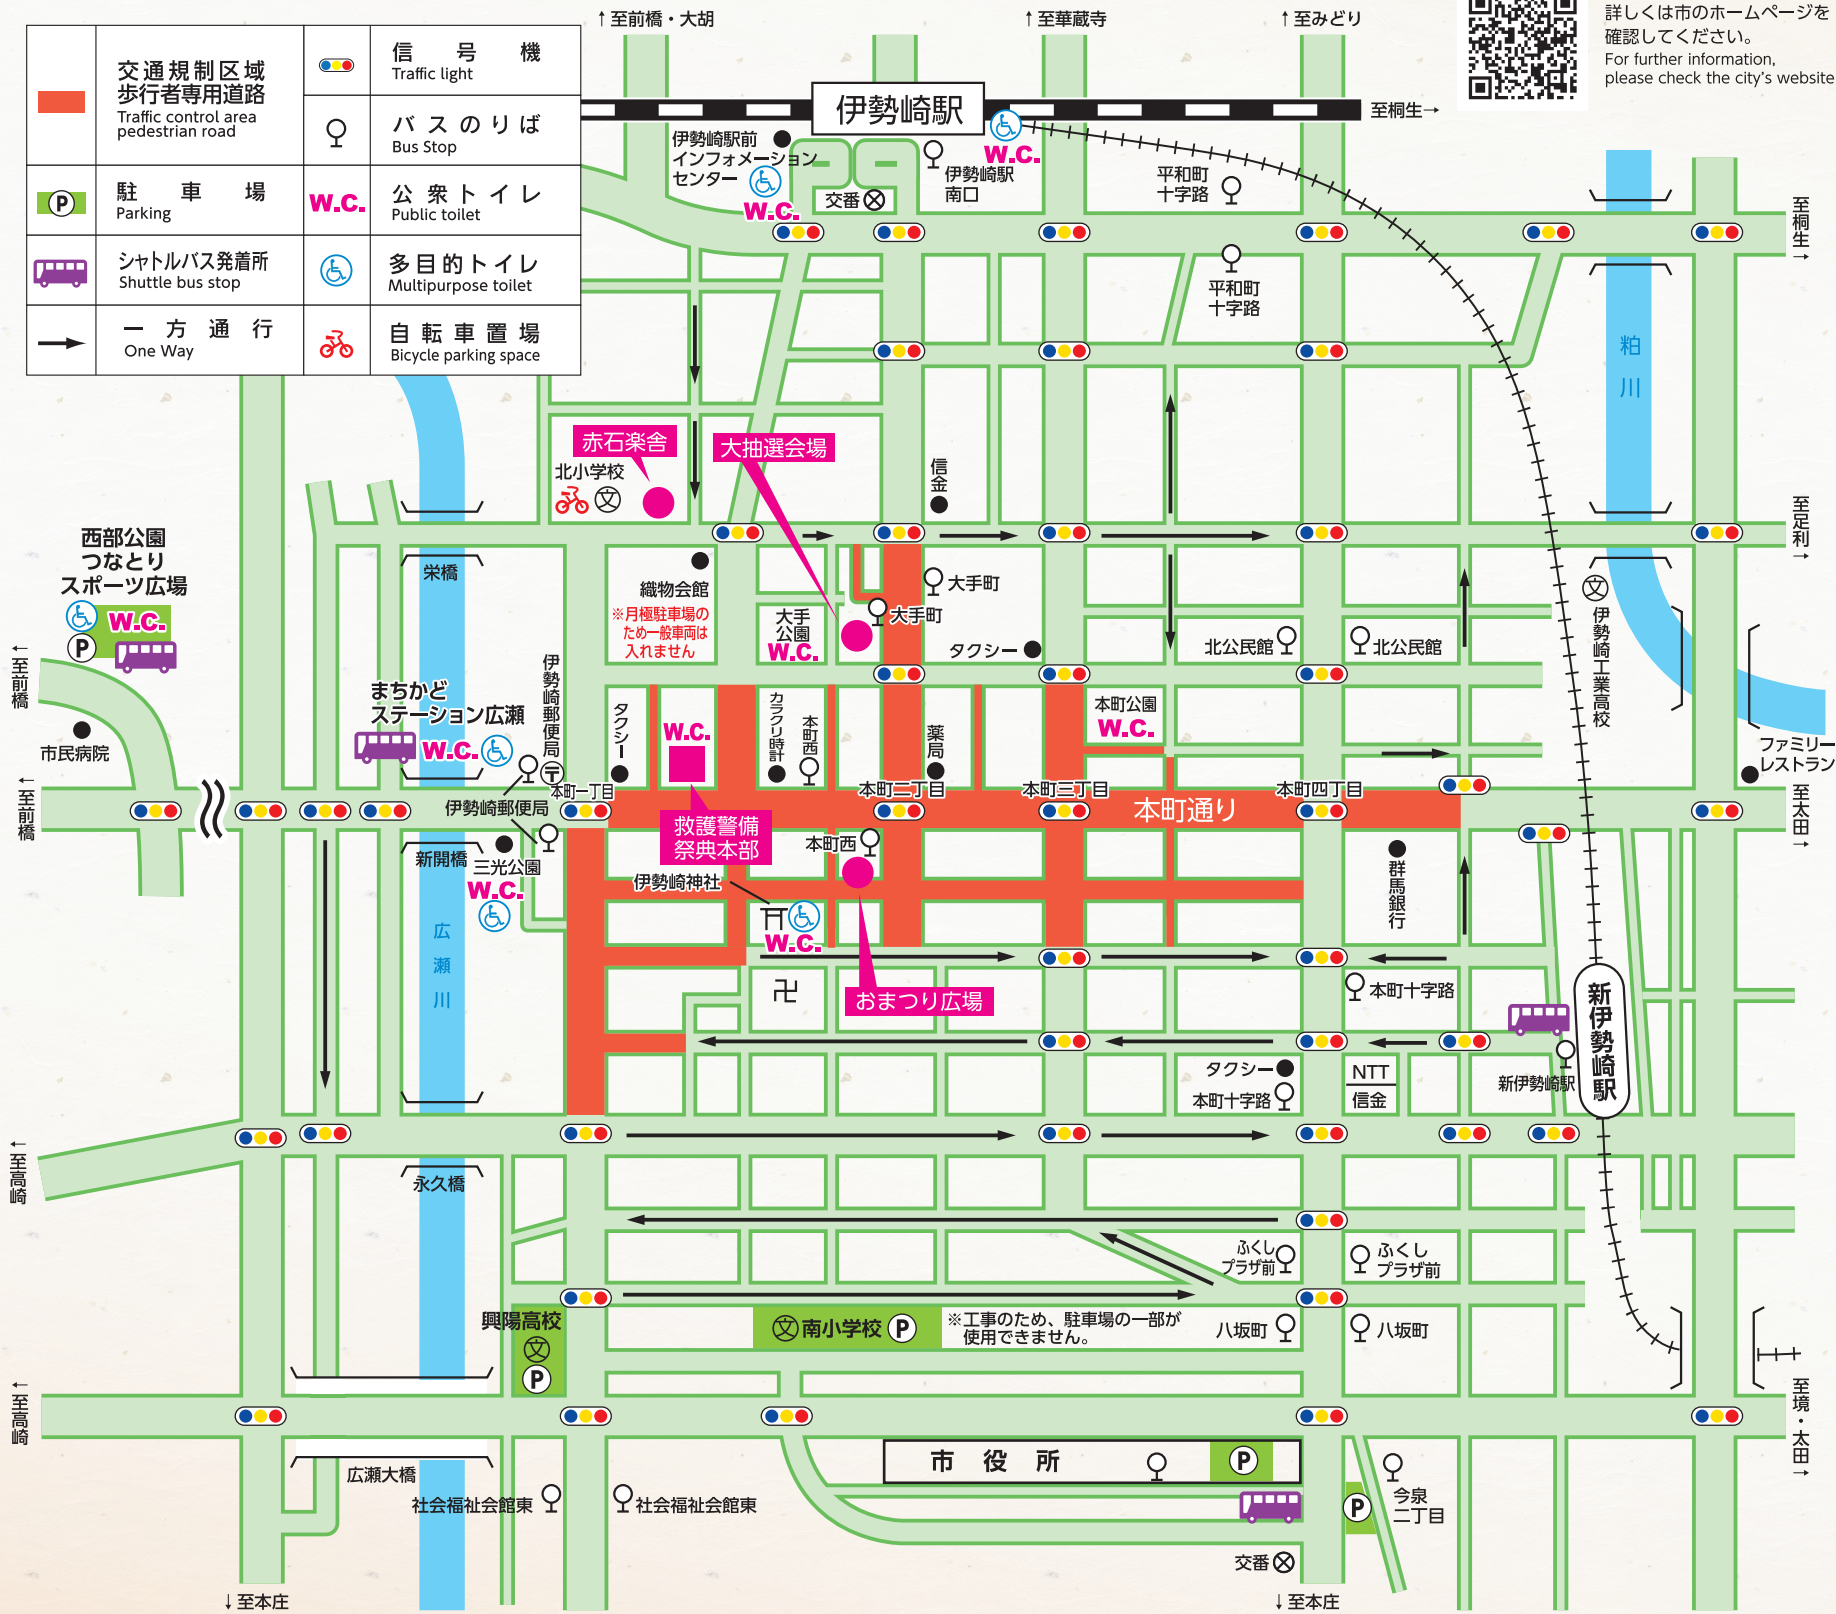 ↑至前橋・大胡
↑至華蔵寺
↑至みどり
詳しくは市のホームページを
確認してください。
For further information,
please check the city's website
交通規制区域
歩行者専用道路
Traffic control area
pedestrian road
信号機
Traffic light
バスのりば
Bus Stop
P
駐車場
Parking
W.C.
公衆トイレ
Public toilet
シャトルバス発着所
Shuttle bus stop
多目的トイレ
Multipurpose toilet
一方通行
One Way
自転車置場
Bicycle parking space
伊勢崎駅
至桐生→
伊勢崎駅前
インフォメーション
センター
W.C.
交番
伊勢崎駅
南口
W.C.
平和町
十字路
平和町
十字路
至桐生→
粕川
赤石楽舎
大抽選会場
北小学校
文
信金
至足利→
西部公園
つなとり
スポーツ広場
W.C.
P
栄橋
織物会館
※月極駐車場の
ため一般車両は
入れません
大手
公園
W.C.
大手町
大手町
タクシー
北公民館
北公民館
文
伊勢崎工業高校
←至前橋
市民病院
まちかど
ステーション広瀬
W.C.
伊勢崎郵便局
タクシー
W.C.
カラクリ時計
本町西
薬局
本町公園
W.C.
ファミリー
レストラン
←至前橋
伊勢崎郵便局
本町一丁目
本町二丁目
本町三丁目
本町通り
本町四丁目
至太田→
新開橋
三光公園
W.C.
救護警備
祭典本部
本町西
伊勢崎神社
W.C.
群馬銀行
広瀬川
卍
おまつり広場
本町十字路
新伊勢崎駅
新伊勢崎駅
タクシー
本町十字路
NTT
信金
←至高崎
永久橋
ふくし
プラザ前
ふくし
プラザ前
興陽高校
文
P
文南小学校P
※工事のため、駐車場の一部が
使用できません。
八坂町
八坂町
←至高崎
至境・太田→
広瀬大橋
市役所
P
社会福祉会館東
社会福祉会館東
P
今泉
二丁目
交番
↓至本庄
↓至本庄